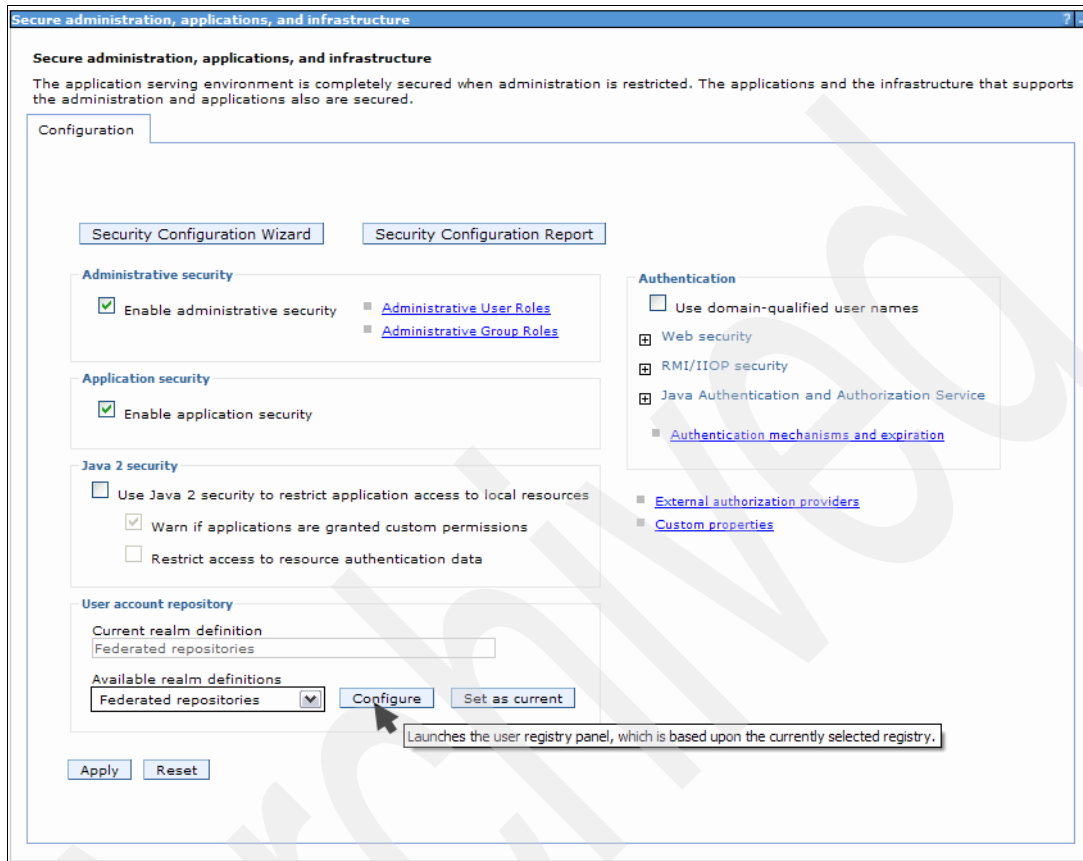 Secure administration, applications, and infrastructure
?
-
Secure administration, applications, and infrastructure
The application serving environment is completely secured when administration is restricted. The applications and the infrastructure that supports
the administration and applications also are secured.
Configuration
Security Configuration Wizard
Security Configuration Report
Administrative security
Enable administrative security
Administrative User Roles
Administrative Group Roles
Application security
Enable application security
Java 2 security
Use Java 2 security to restrict application access to local resources
Warn if applications are granted custom permissions
Restrict access to resource authentication data
User account repository
Current realm definition
Federated repositories
Available realm definitions
Federated repositories
Configure
Set as current
Launches the user registry panel, which is based upon the currently selected registry.
Apply
Reset
Authentication
Use domain-qualified user names
Web security
RMI/IIOP security
Java Authentication and Authorization Service
Authentication mechanisms and expiration
External authorization providers
Custom properties
Archived